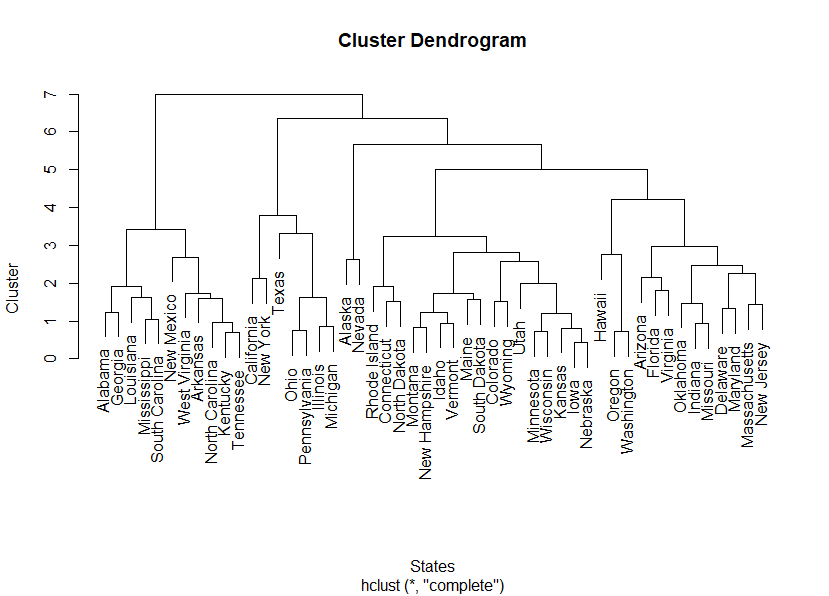 Cluster Dendrogram
Cluster
0
1
2
3
4
5
6
7
Alabama
Georgia
Louisiana
Mississippi
South Carolina
New Mexico
West Virginia
Arkansas
North Carolina
Kentucky
Tennessee
California
New York
Texas
Ohio
Pennsylvania
Illinois
Michigan
Alaska
Nevada
Rhode Island
Connecticut
North Dakota
Montana
New Hampshire
Idaho
Vermont
Maine
South Dakota
Colorado
Wyoming
Utah
Minnesota
Wisconsin
Kansas
Iowa
Nebraska
Hawaii
Oregon
Washington
Arizona
Florida
Virginia
Oklahoma
Indiana
Missouri
Delaware
Maryland
Massachusetts
New Jersey
States
hclust (*, "complete")